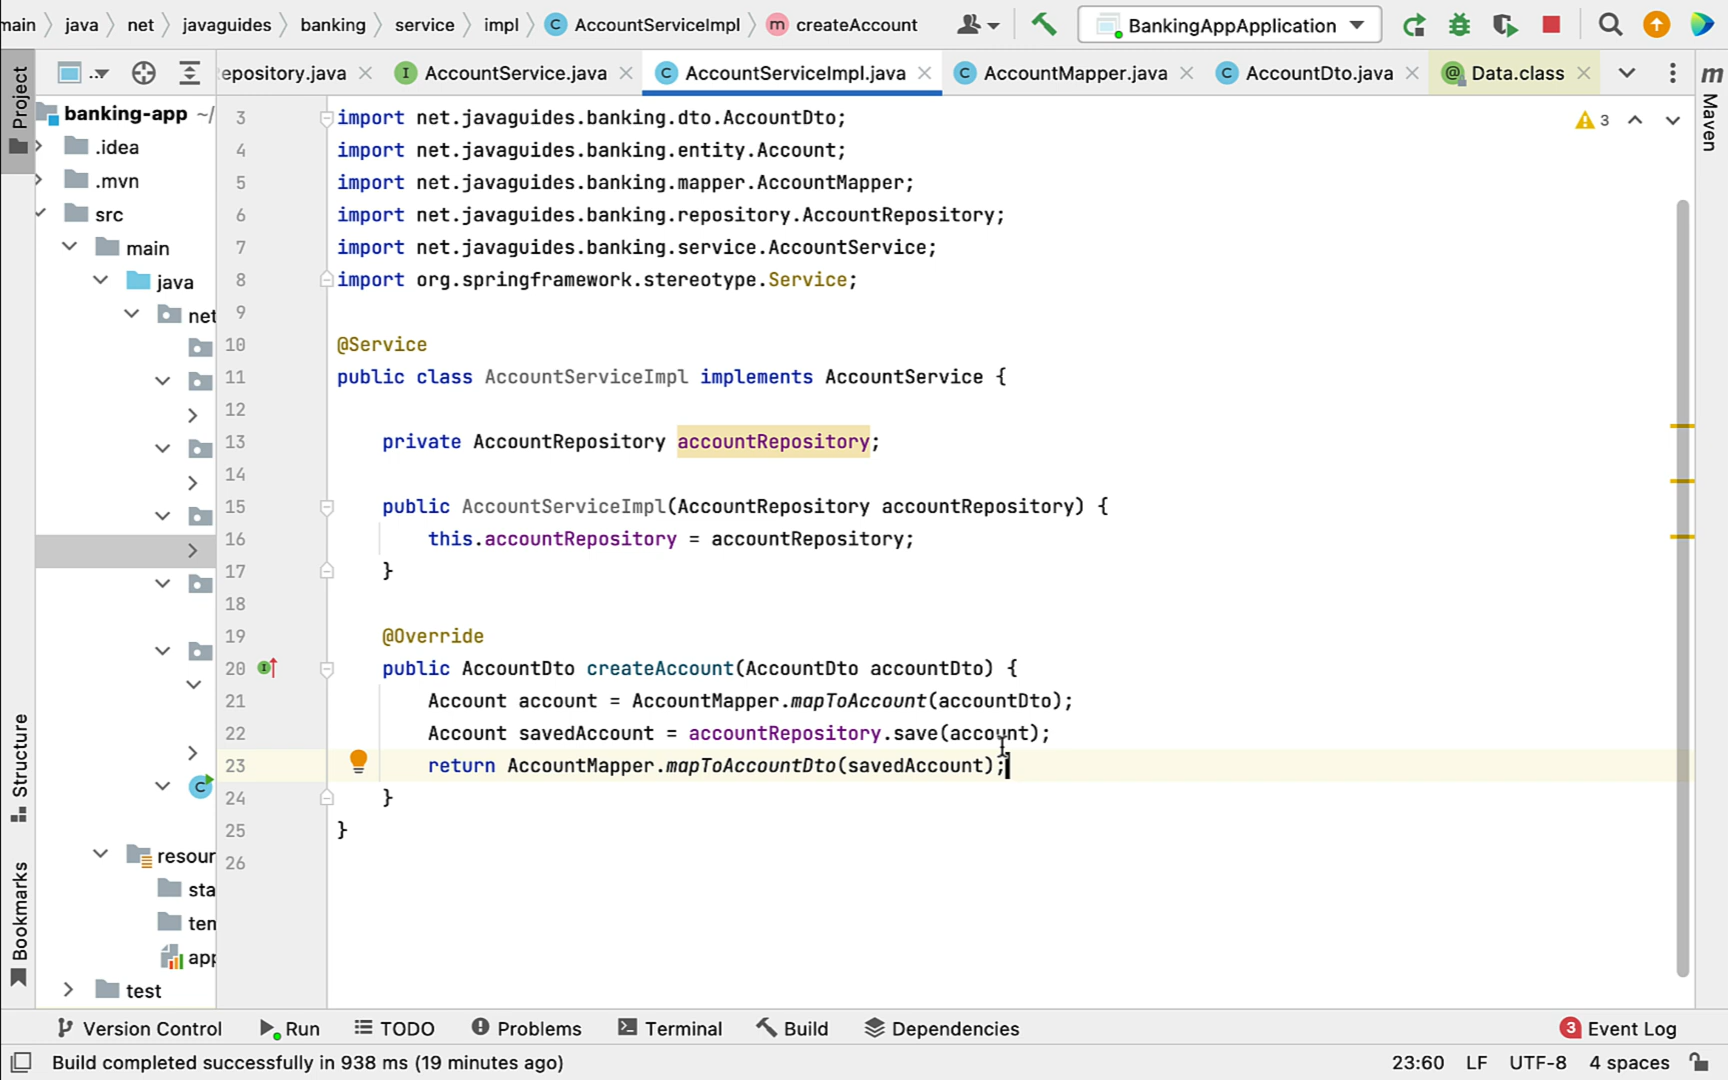 main java net javaguides banking service impl AccountServiceImpl createAccount BankingAppApplication
epository.java AccountService.java AccountServiceImpl.java AccountMapper.java AccountDto.java Data.class
Project
Structure
Bookmarks
Maven
banking-app ~/
.idea
.mvn
src
main
java
net
resour
sta
tem
app
test
3 import net.javaguides.banking.dto.AccountDto;
4 import net.javaguides.banking.entity.Account;
5 import net.javaguides.banking.mapper.AccountMapper;
6 import net.javaguides.banking.repository.AccountRepository;
7 import net.javaguides.banking.service.AccountService;
8 import org.springframework.stereotype.Service;
9
10 @Service
11 public class AccountServiceImpl implements AccountService {
12
13 private AccountRepository accountRepository;
14
15 public AccountServiceImpl(AccountRepository accountRepository) {
16 this.accountRepository = accountRepository;
17 }
18
19 @Override
20 public AccountDto createAccount(AccountDto accountDto) {
21 Account account = AccountMapper.mapToAccount(accountDto);
22 Account savedAccount = accountRepository.save(account);
23 return AccountMapper.mapToAccountDto(savedAccount);
24 }
25 }
26
3
Version Control Run TODO Problems Terminal Build Dependencies 3 Event Log
Build completed successfully in 938 ms (19 minutes ago) 23:60 LF UTF-8 4 spaces